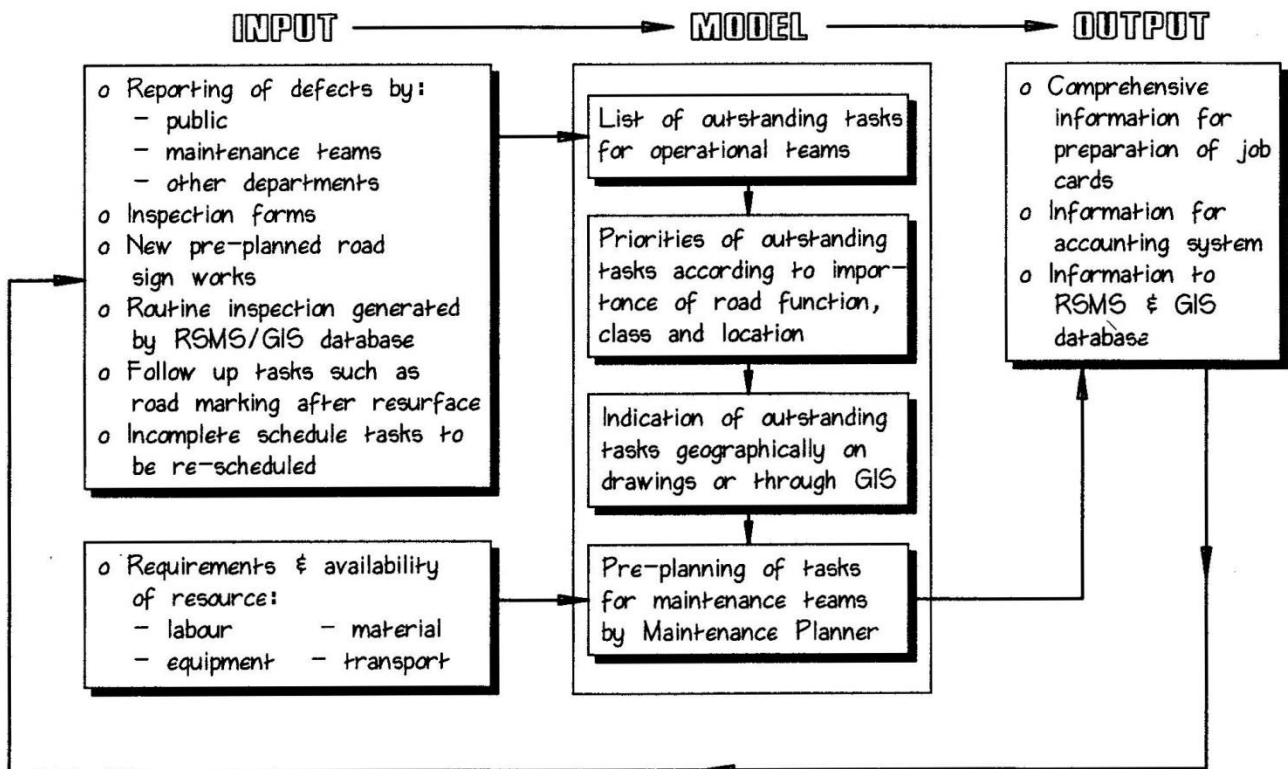 INPUT
MODEL
OUTPUT
o Reporting of defects by:
- public
- maintenance teams
- other departments
o Inspection forms
o New pre-planned road
sign works
o Routine inspection generated
by RSMS/GIS database
o Follow up tasks such as
road marking after resurface
o Incomplete schedule tasks to
be re-scheduled
o Requirements & availability
of resource:
- labour - material
- equipment - transport
List of outstanding tasks
for operational teams
Priorities of outstanding
tasks according to impor-
tonce of road function,
class and location
Indication of outstanding
tasks geographically on
drawings or through GIS
Pre-planning of tasks
for maintenance teams
by Maintenance Planner
o Comprehensive
information for
preparation of job
cards
o Information for
accounting system
o Information to
RSMS & GIS
database